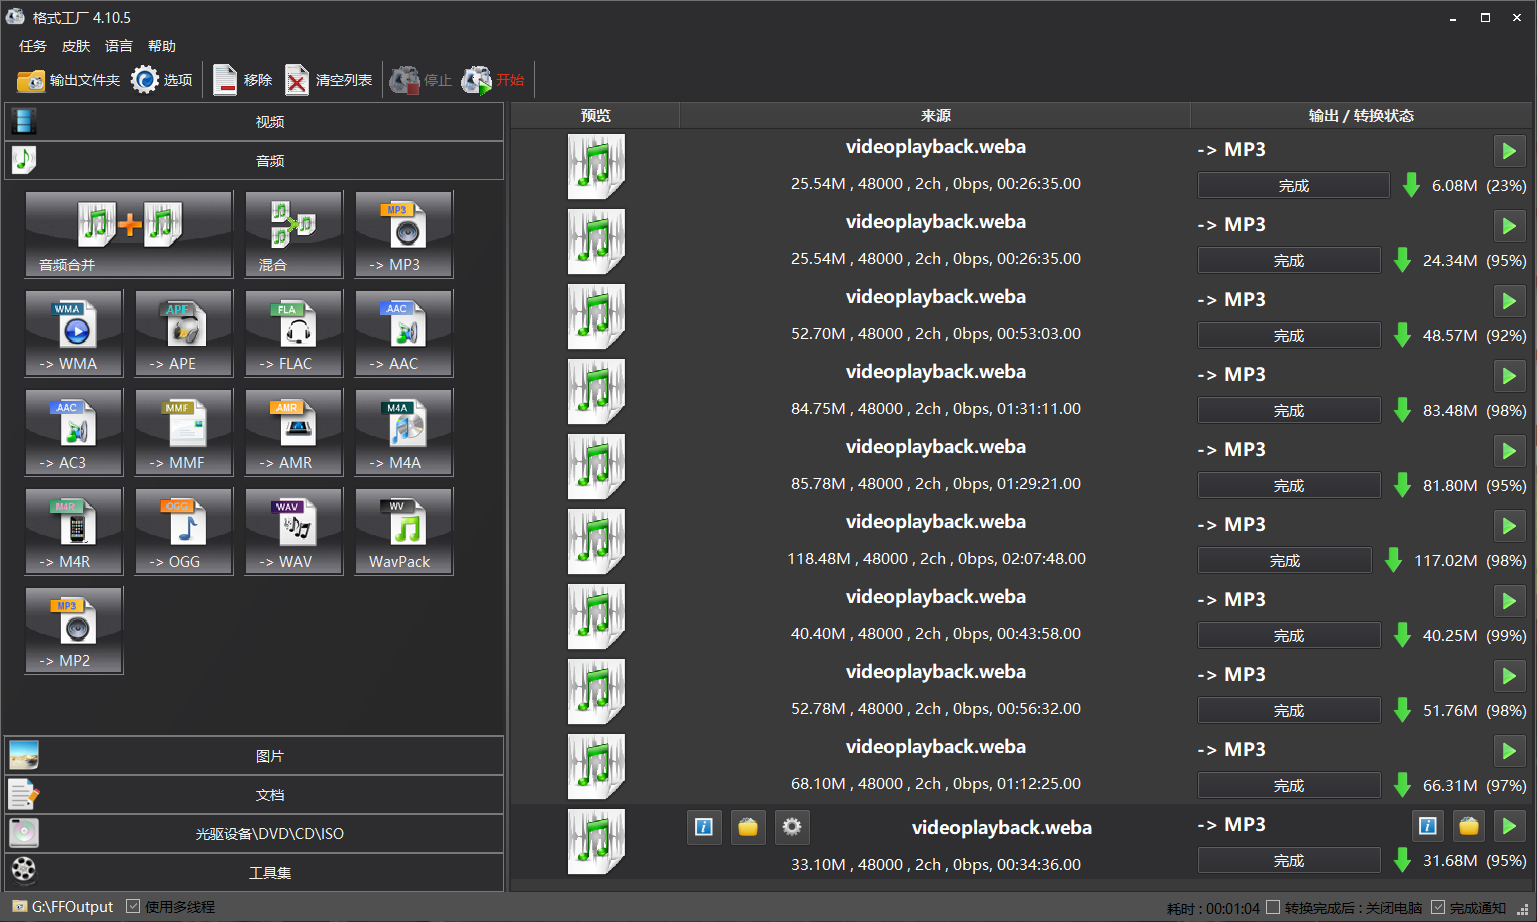 格式工厂 4.10.5
任务 皮肤 语言 帮助
输出文件夹 选项 移除 清空列表 停止 开始
视频
音频
音频合并 混合 MP3 -> MP3
WMA -> WMA APE -> APE FLA -> FLAC AAC -> AAC
AAC -> AC3 MMF -> MMF AMR -> AMR M4A -> M4A
M4R -> M4R OGG -> OGG WAV -> WAV WV WavPack
MP3 -> MP2
图片
文档
光驱设备\DVD\CD\ISO
工具集
预览 来源 输出 / 转换状态
videoplayback.weba -> MP3
25.54M , 48000 , 2ch , 0bps, 00:26:35.00 完成 6.08M (23%)
videoplayback.weba -> MP3
25.54M , 48000 , 2ch , 0bps, 00:26:35.00 完成 24.34M (95%)
videoplayback.weba -> MP3
52.70M , 48000 , 2ch , 0bps, 00:53:03.00 完成 48.57M (92%)
videoplayback.weba -> MP3
84.75M , 48000 , 2ch , 0bps, 01:31:11.00 完成 83.48M (98%)
videoplayback.weba -> MP3
85.78M , 48000 , 2ch , 0bps, 01:29:21.00 完成 81.80M (95%)
videoplayback.weba -> MP3
118.48M , 48000 , 2ch , 0bps, 02:07:48.00 完成 117.02M (98%)
videoplayback.weba -> MP3
40.40M , 48000 , 2ch , 0bps, 00:43:58.00 完成 40.25M (99%)
videoplayback.weba -> MP3
52.78M , 48000 , 2ch , 0bps, 00:56:32.00 完成 51.76M (98%)
videoplayback.weba -> MP3
68.10M , 48000 , 2ch , 0bps, 01:12:25.00 完成 66.31M (97%)
videoplayback.weba -> MP3
33.10M , 48000 , 2ch , 0bps, 00:34:36.00 完成 31.68M (95%)
G:\FFOutput 使用多线程 耗时 : 00:01:04 转换完成后 : 关闭电脑 完成通知